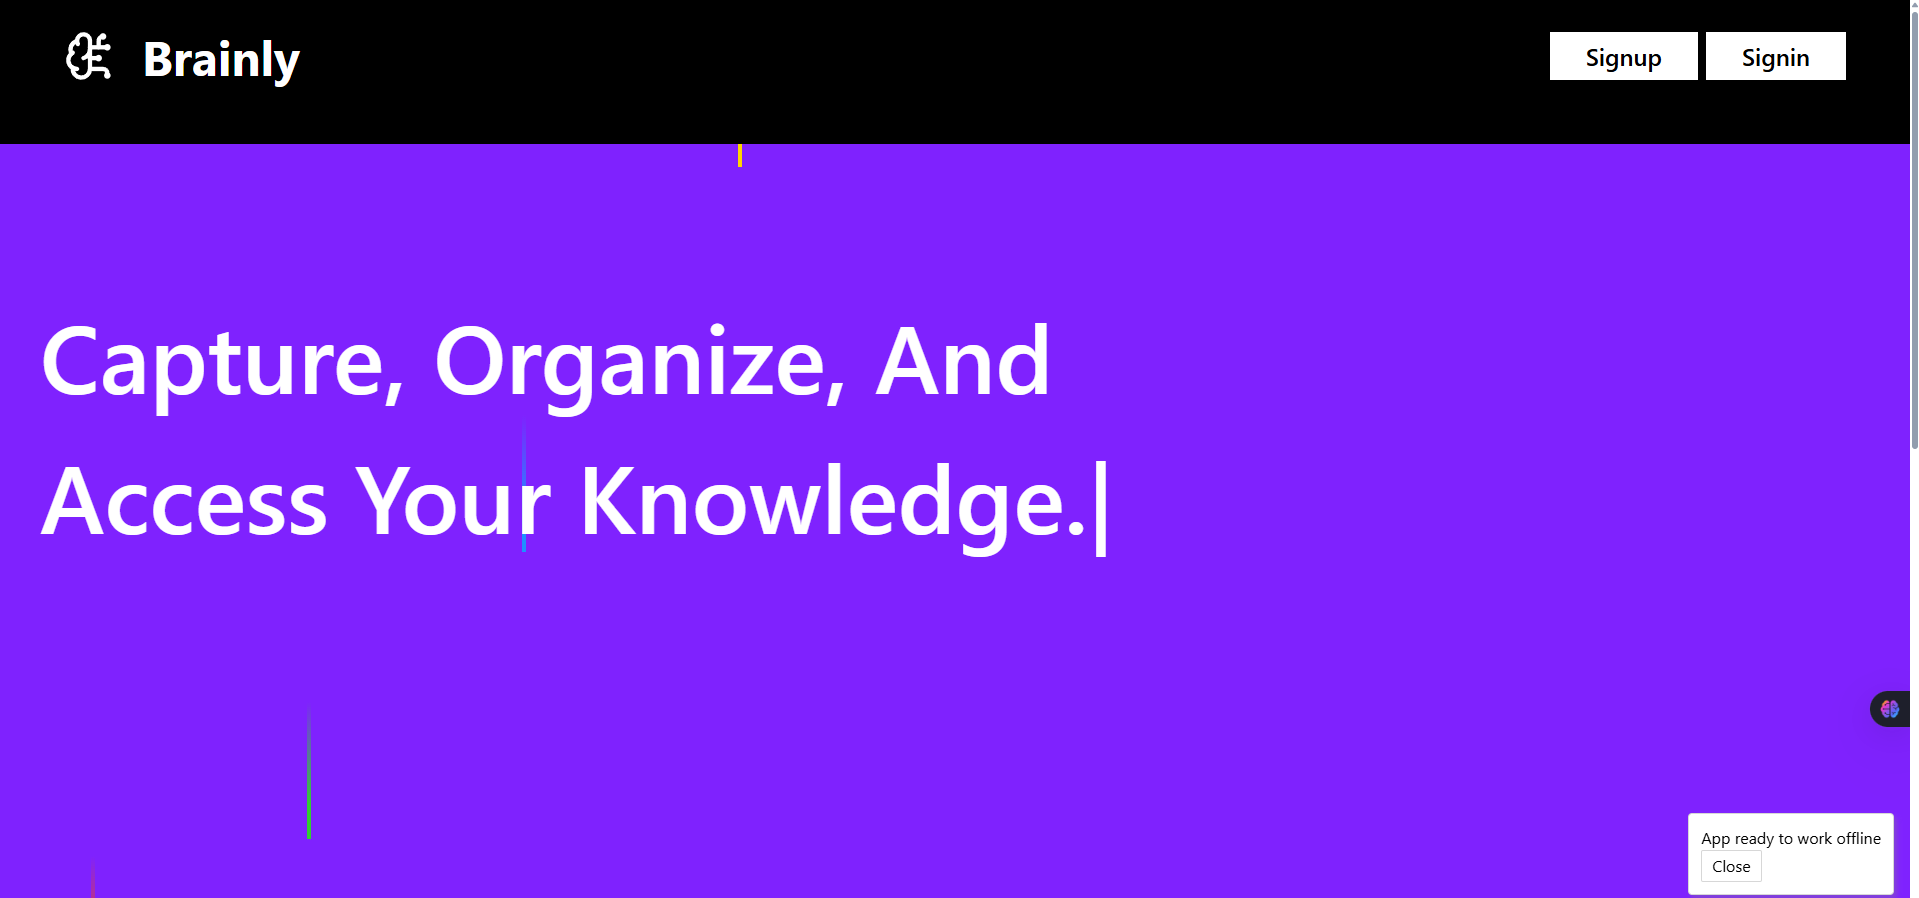 Brainly
Signup
Signin
Capture, Organize, And
Access Your Knowledge.|
App ready to work offline
Close